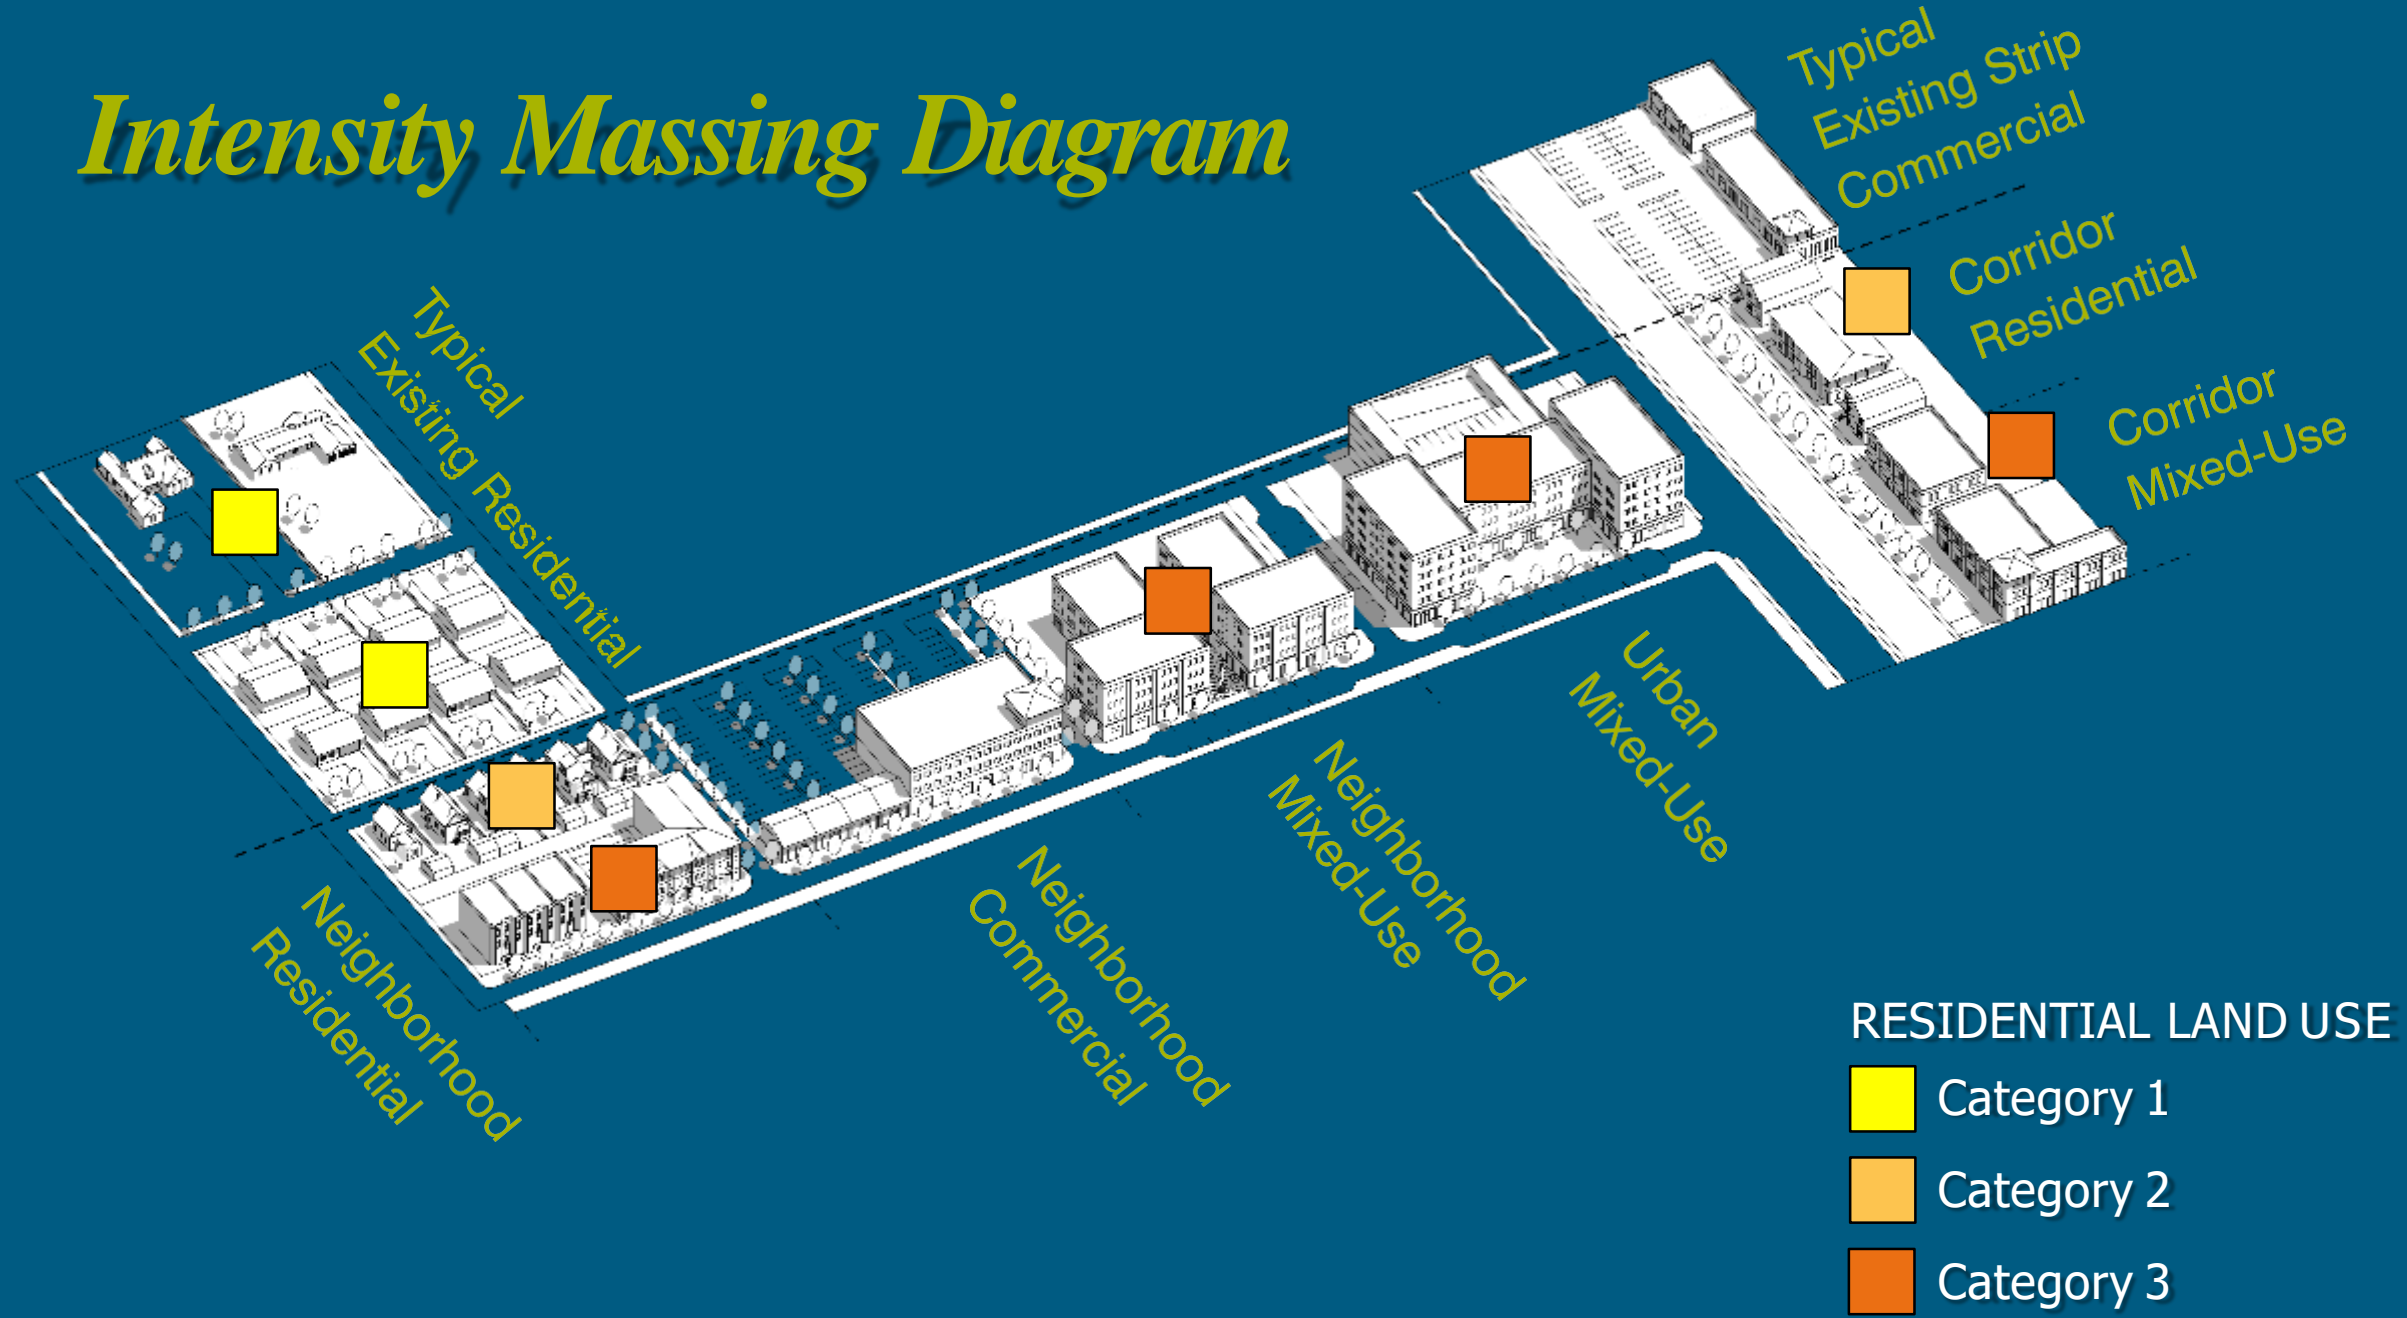 Intensity Massing Diagram
Typical
Existing Strip
Commercial
Corridor
Residential
Corridor
Mixed-Use
Typical
Existing Residential
Urban
Mixed-Use
Neighborhood
Mixed-Use
Neighborhood
Commercial
Neighborhood
Residential
RESIDENTIAL LAND USE
Category 1
Category 2
Category 3